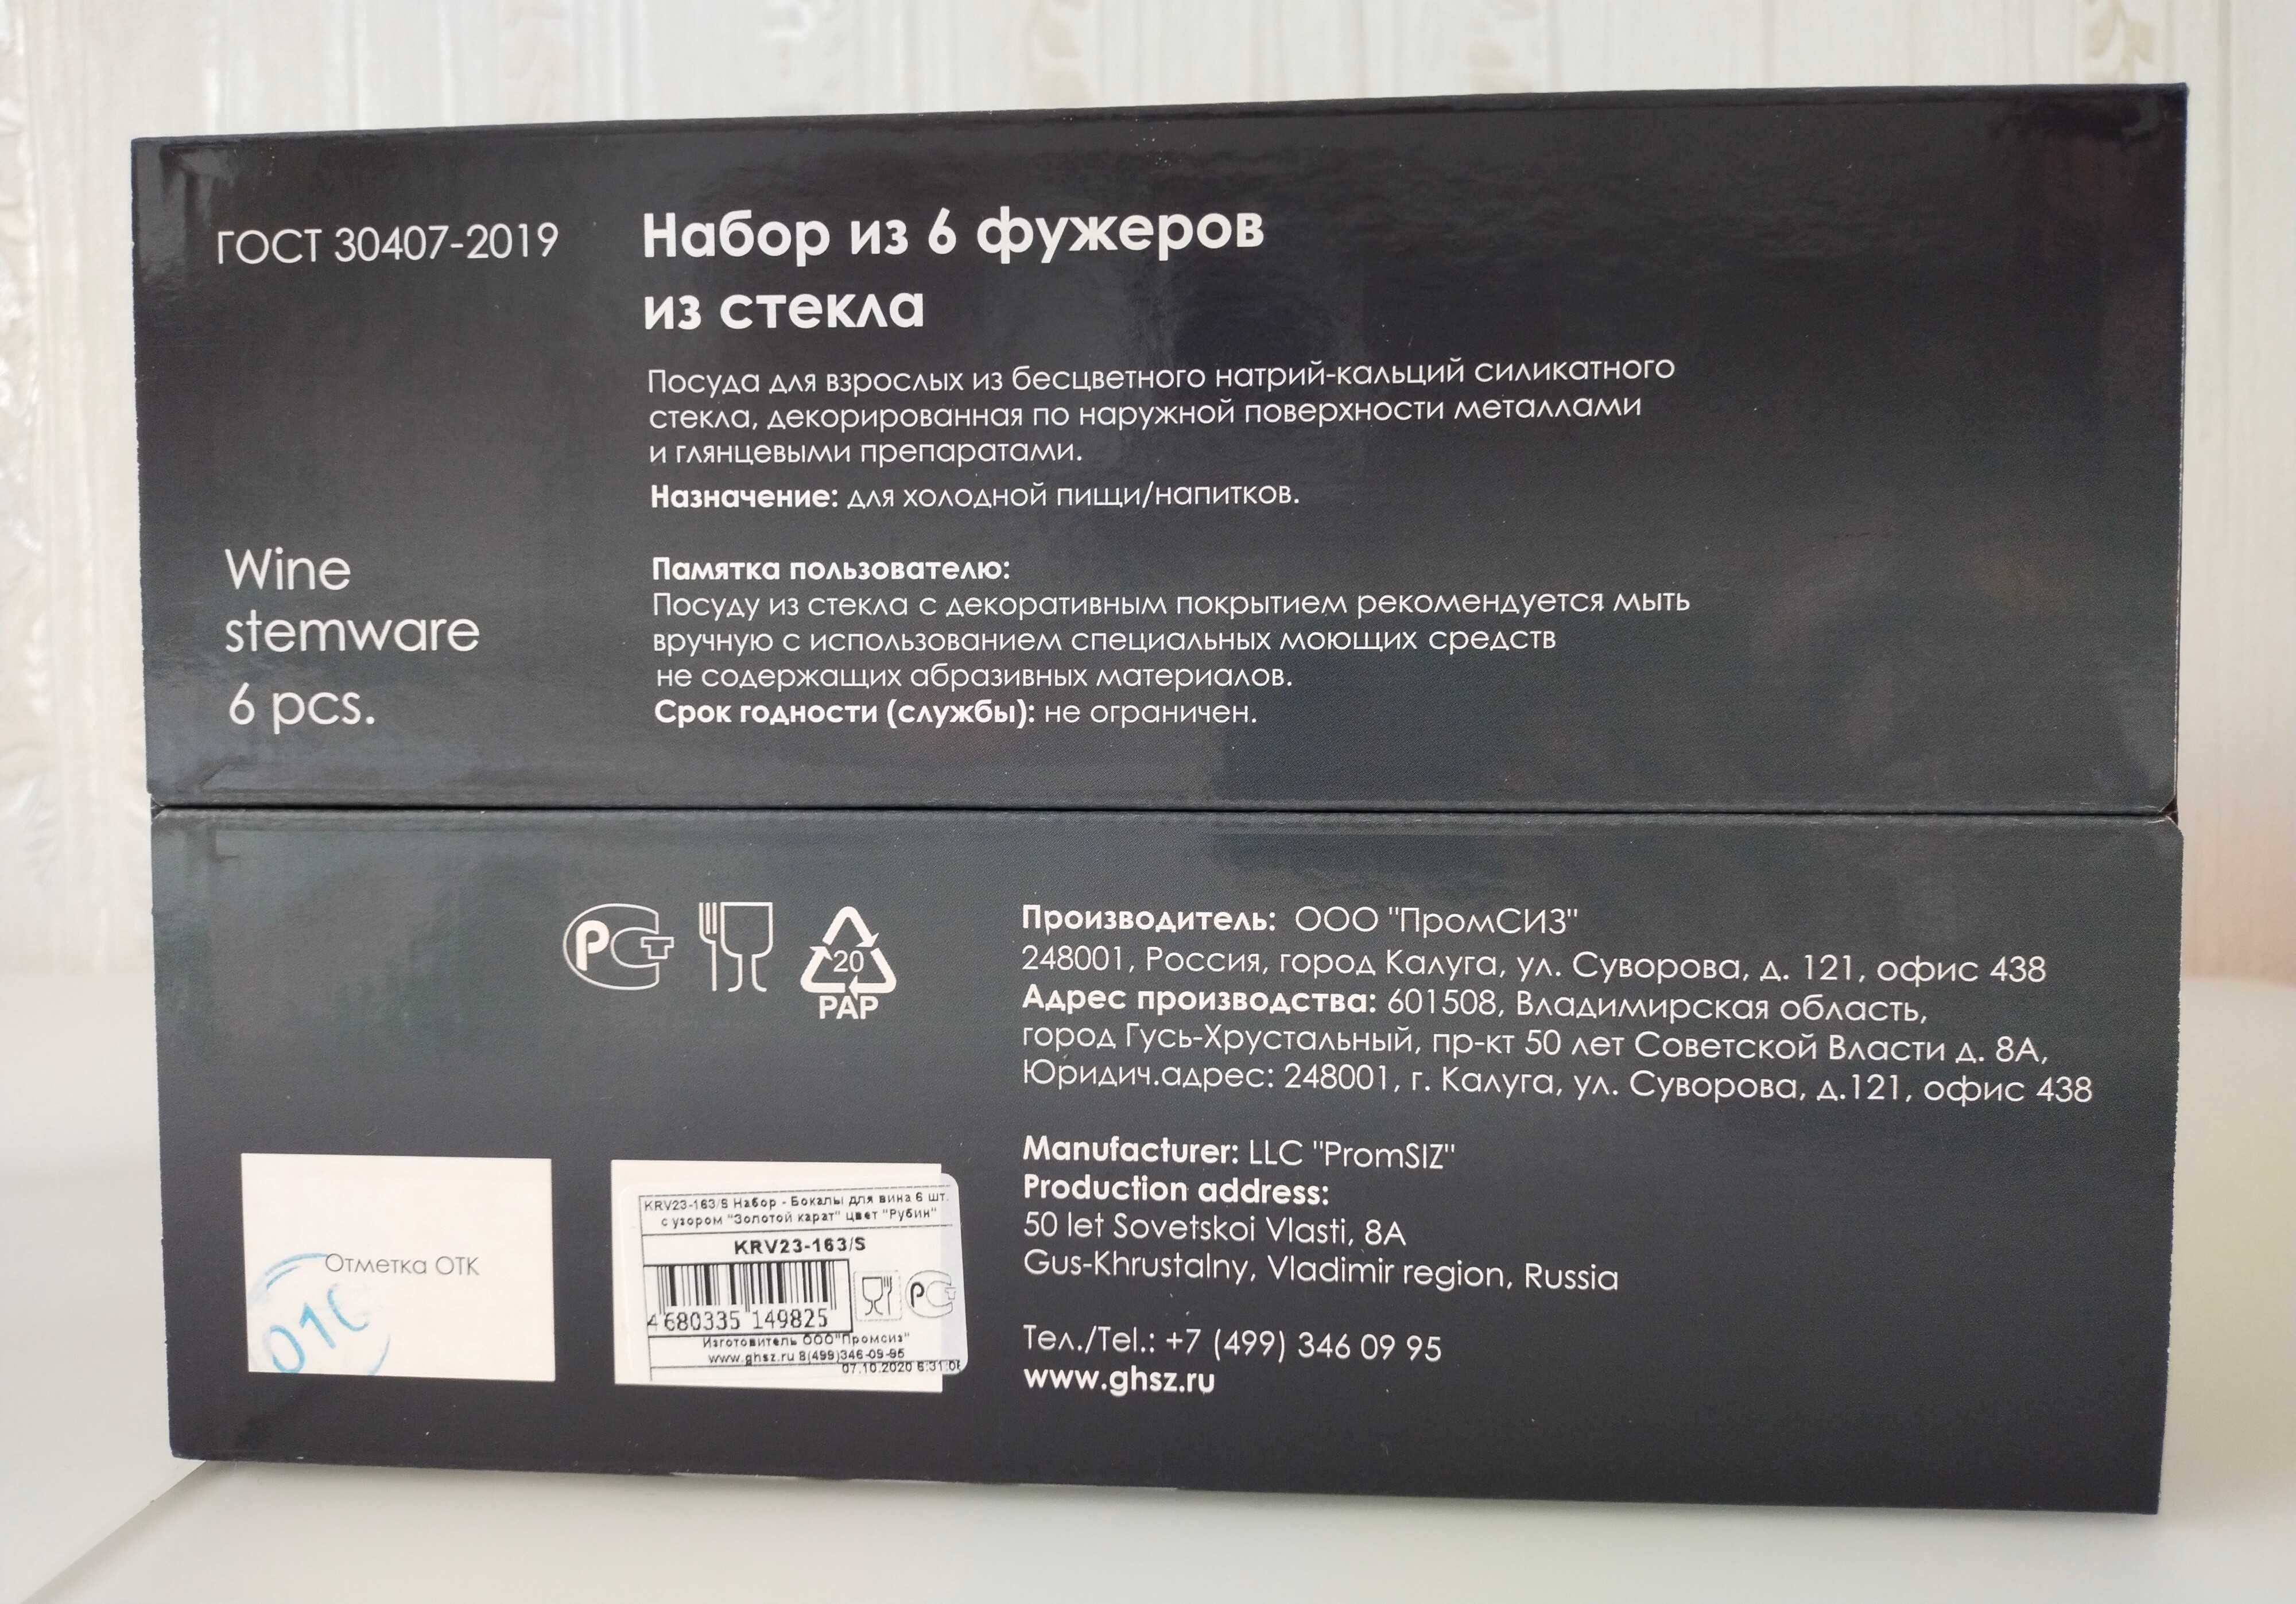 ГОСТ 30407-2019
Набор из 6 фужеров
из стекла
Посуда для взрослых из бесцветного натрий-кальций силикатного
стекла, декорированная по наружной поверхности металлами
и глянцевыми препаратами.
Назначение: для холодной пищи/напитков.
Wine
stemware
6 pcs.
Памятка пользователю:
Посуду из стекла с декоративным покрытием рекомендуется мыть
вручную с использованием специальных моющих средств
не содержащих абразивных материалов.
Срок годности (службы): не ограничен.
РСТ
20
PAP
Производитель: ООО "ПромСИЗ"
248001, Россия, город Калуга, ул. Суворова, д. 121, офис 438
Адрес производства: 601508, Владимирская область,
город Гусь-Хрустальный, пр-кт 50 лет Советской Власти д. 8А,
Юридич.адрес: 248001, г. Калуга, ул. Суворова, д.121, офис 438
Manufacturer: LLC "PromSIZ"
Production address:
50 let Sovetskoi Vlasti, 8A
Gus-Khrustalny, Vladimir region, Russia
Тел./Tel.: +7 (499) 346 09 95
www.ghsz.ru
Отметка ОТК
KRV23-163/S Набор - Бокалы для вина 6 шт.
с узором "Золотой карат" цвет "Рубин"
KRV23-163/S
4 680335 149825
РСТ
Изготовитель ООО"Промсиз"
www.ghsz.ru 8(499)346-09-95
07.10.2020